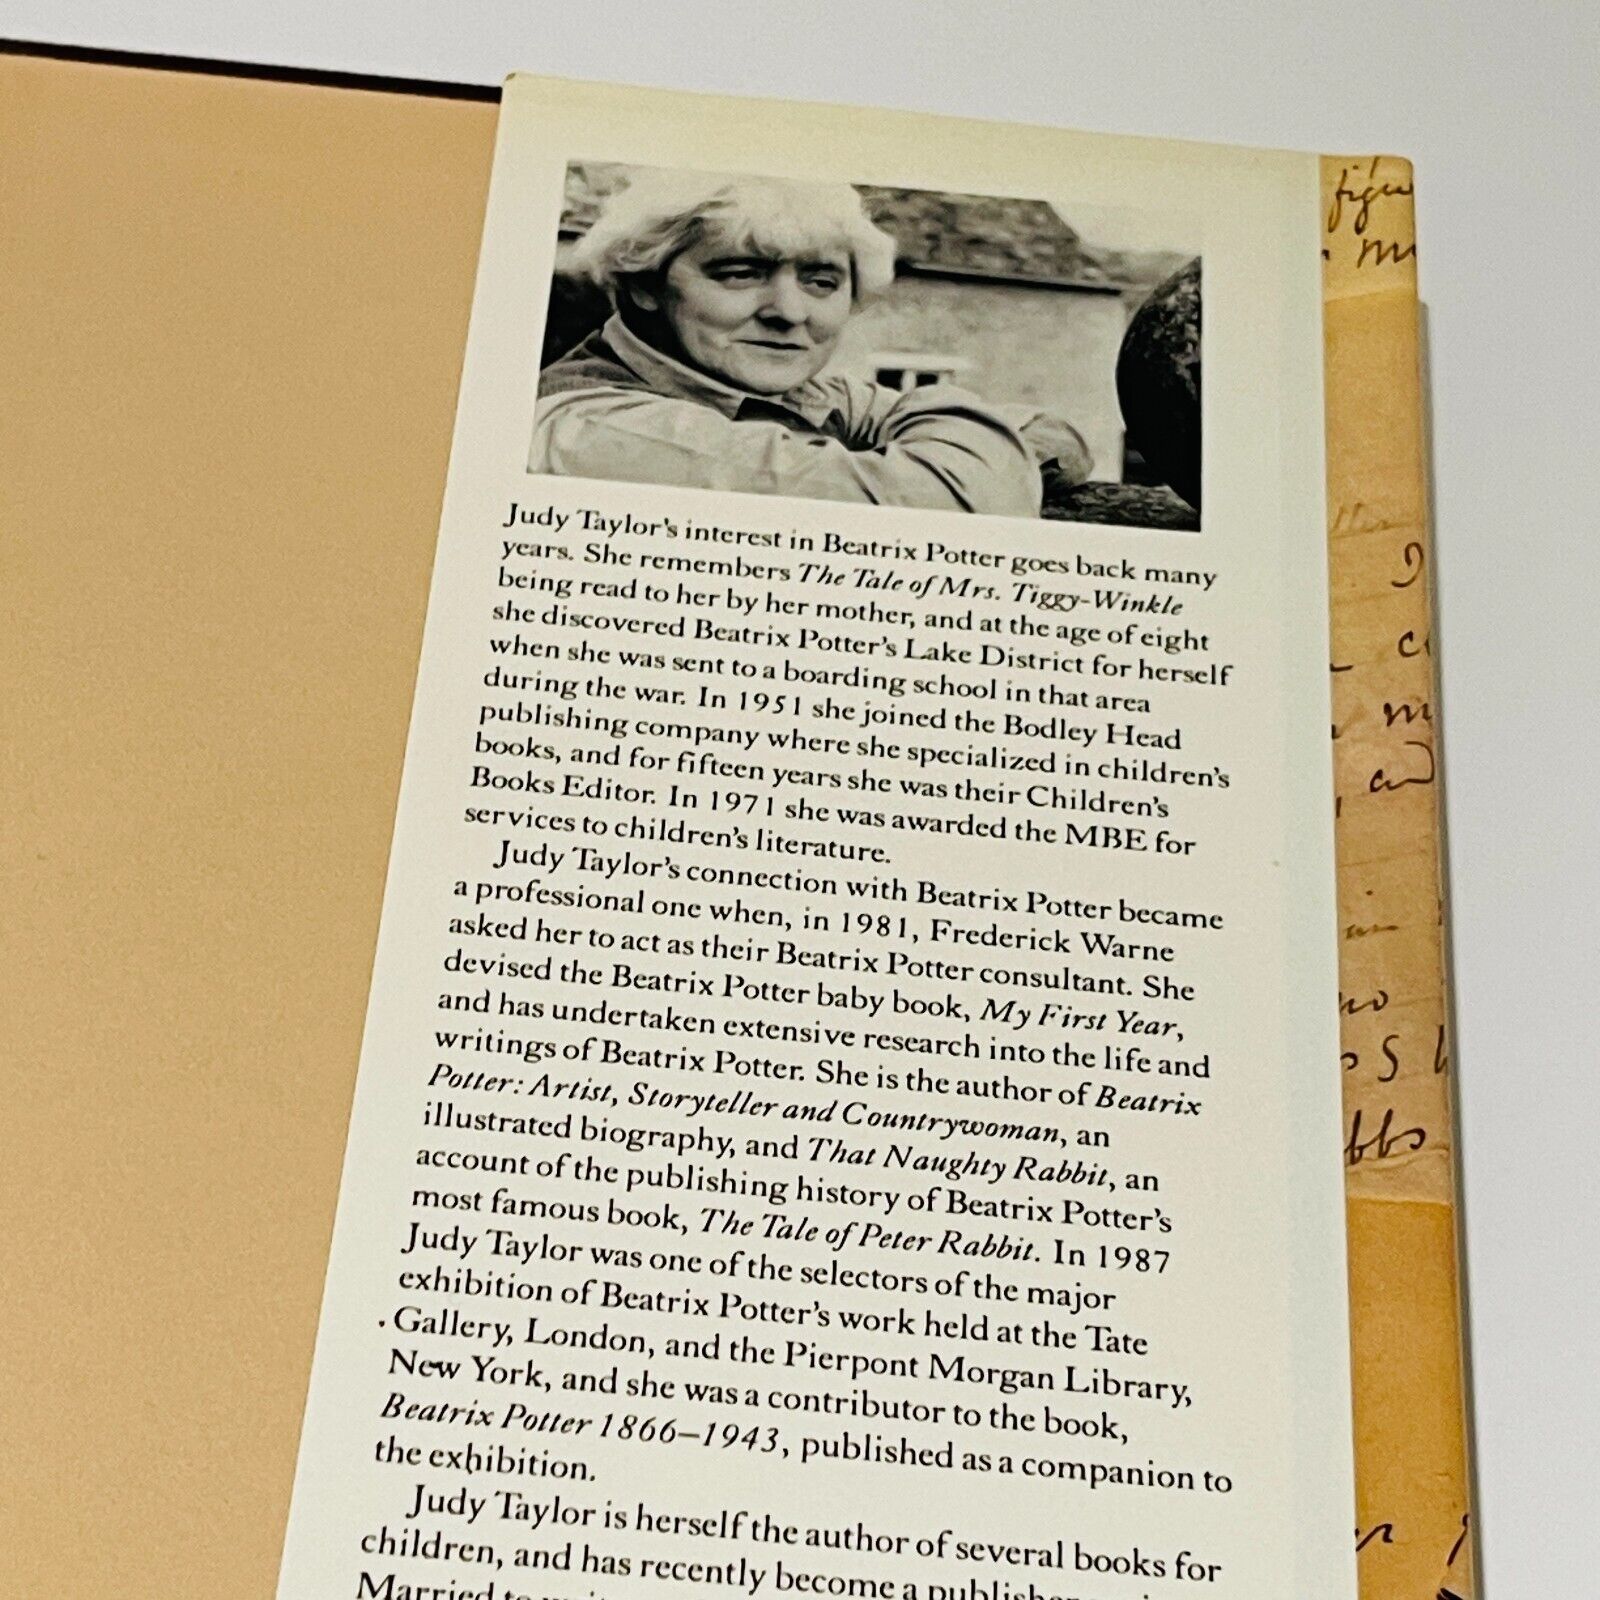 Judy Taylor's interest in Beatrix Potter goes back many
years. She remembers The Tale of Mrs. Tiggy-Winkle
being read to her by her mother, and at the age of eight
she discovered Beatrix Potter's Lake District for herself
when she was sent to a boarding school in that area
during the war. In 1951 she joined the Bodley Head
publishing company where she specialized in children's
books, and for fifteen years she was their Children's
Books Editor. In 1971 she was awarded the MBE for
services to children's literature.
Judy Taylor's connection with Beatrix Potter became
a professional one when, in 1981, Frederick Warne
asked her to act as their Beatrix Potter consultant. She
devised the Beatrix Potter baby book, My First Year,
and has undertaken extensive research into the life and
writings of Beatrix Potter. She is the author of Beatrix
Potter: Artist, Storyteller and Countrywoman, an
illustrated biography, and That Naughty Rabbit, an
account of the publishing history of Beatrix Potter's
most famous book, The Tale of Peter Rabbit. In 1987
Judy Taylor was one of the selectors of the major
exhibition of Beatrix Potter's work held at the Tate
Gallery, London, and the Pierpont Morgan Library,
New York, and she was a contributor to the book,
Beatrix Potter 1866–1943, published as a companion to
the exhibition.
Judy Taylor is herself the author of several books for
children, and has recently become a
Married to